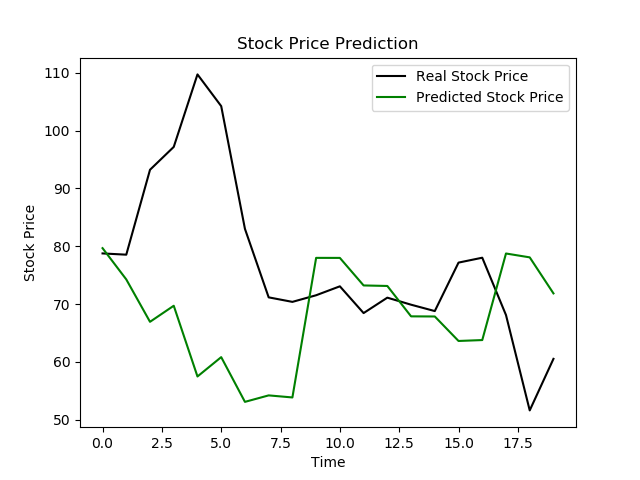 Stock Price Prediction
Real Stock Price
Predicted Stock Price
Stock Price
110
100
90
80
70
60
50
0.0 2.5 5.0 7.5 10.0 12.5 15.0 17.5
Time